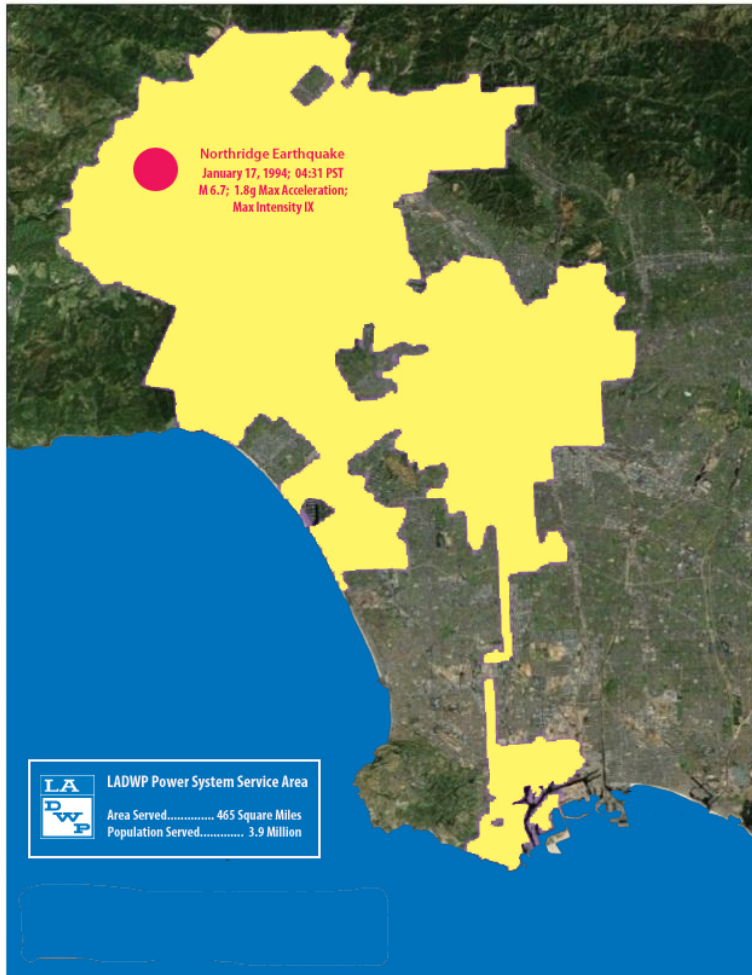 Northridge Earthquake
January 17, 1994; 04:31 PST
M 6.7; 1.8g Max Acceleration;
Max Intensity IX
LA
DWP
LADWP Power System Service Area
Area Served.............. 465 Square Miles
Population Served............. 3.9 Million